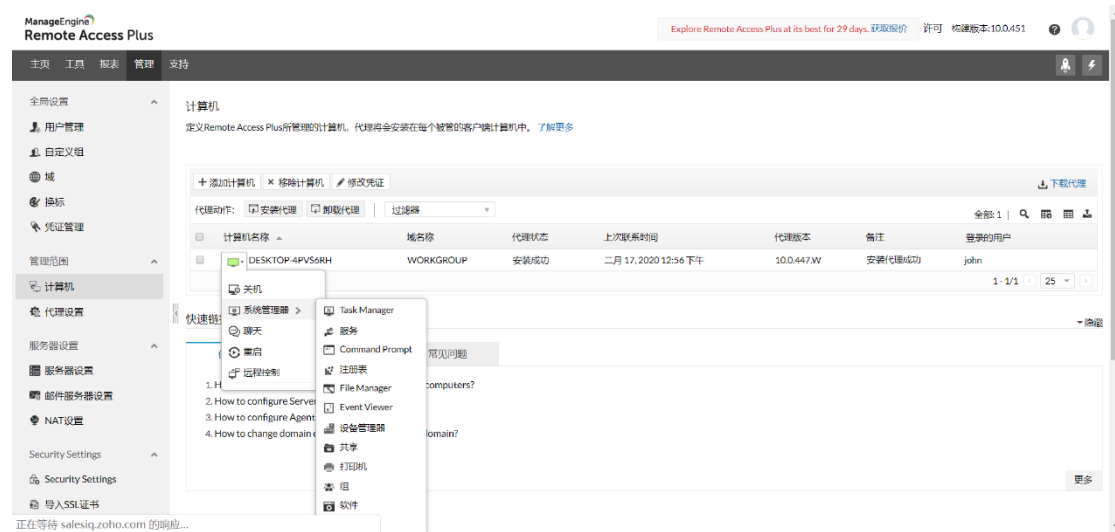 ManageEngine
Remote Access Plus
Explore Remote Access Plus at its best for 29 days. 获取报价 许可 构建版本:10.0.451
主页 工具 报表 管理 支持
全局设置
用户管理
自定义组
域
换标
凭证管理
管理范围
计算机
代理设置
服务器设置
服务器设置
邮件服务器设置
NAT设置
Security Settings
Security Settings
导入SSL证书
正在等待 salesiq.zoho.com 的响应...
计算机
定义Remote Access Plus所管理的计算机，代理将会安装在每个被管的客户端计算机中。 了解更多
添加计算机 移除计算机 修改凭证 下载代理
代理动作: 安装代理 卸载代理 过滤器 全部: 1
计算机名称 域名称 代理状态 上次联系时间 代理版本 备注 登录的用户
DESKTOP-4PVS6RH WORKGROUP 安装成功 二月 17, 2020 12:56 下午 10.0.447.W 安装代理成功 john
1 - 1/1 25
关机
系统管理器
聊天
重启
远程控制
Task Manager
服务
Command Prompt
注册表
File Manager
Event Viewer
设备管理器
共享
打印机
组
软件
快速链 隐藏
常见问题
1. H computers?
2. How to configure Server
3. How to configure Agent
4. How to change domain omain?
更多